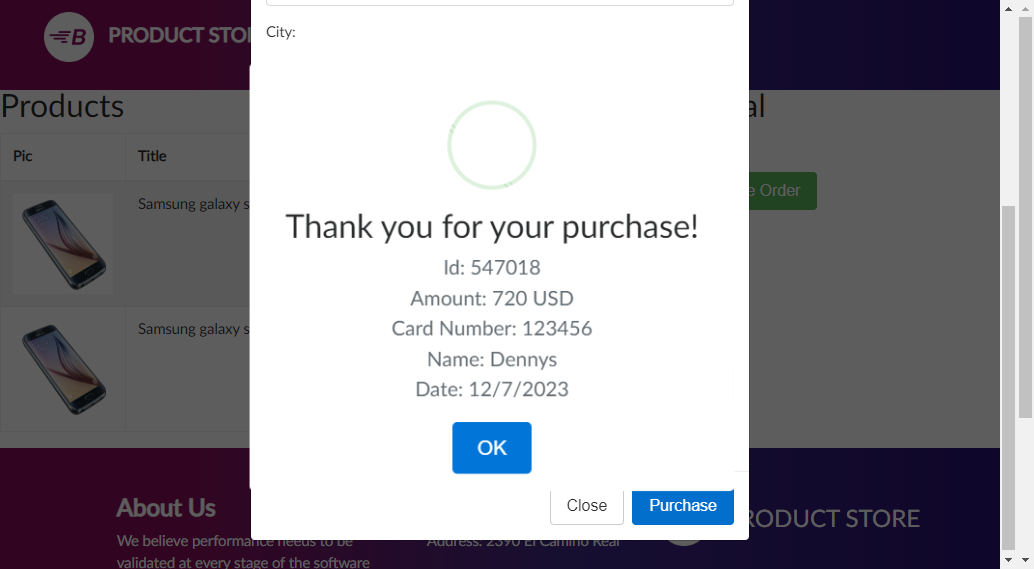 B PRODUCT STO
City:
Products
al
Pic
Title
Samsung galaxy s
e Order
Samsung galaxy s
Thank you for your purchase!
Id: 547018
Amount: 720 USD
Card Number: 123456
Name: Dennys
Date: 12/7/2023
OK
Close
Purchase
About Us
We believe performance needs to be
validated at every stage of the software
Address: 2390 El Camino Real
RODUCT STORE